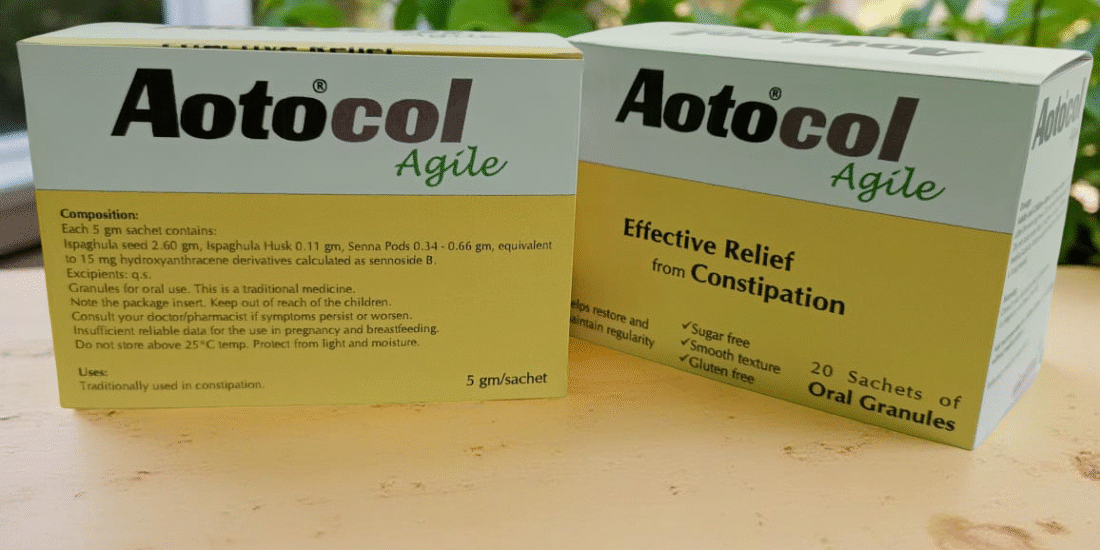 Aotocol®
Agile
Composition:
Each 5 gm sachet contains:
Ispaghula seed 2.60 gm, Ispaghula Husk 0.11 gm, Senna Pods 0.34 - 0.66 gm, equivalent
to 15 mg hydroxyanthracene derivatives calculated as sennoside B.
Excipients: q.s.
Granules for oral use. This is a traditional medicine.
Note the package insert. Keep out of reach of the children.
Consult your doctor/pharmacist if symptoms persist or worsen.
Insufficient reliable data for the use in pregnancy and breastfeeding.
Do not store above 25°C temp. Protect from light and moisture.
Uses:
Traditionally used in constipation.
5 gm/sachet
Aotocol®
Agile
Effective Relief
from Constipation
restore and
regularity
✓Sugar free
✓Smooth texture
✓Gluten free
20 Sachets of
Oral Granules
Aotocol